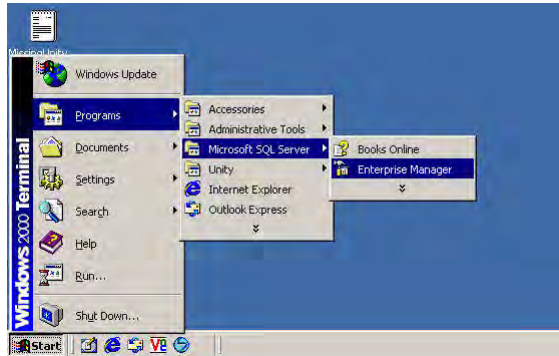 MissingUnity
Windows Update
Programs
Documents
Settings
Search
Help
Run...
Shut Down...
Windows 2000 Terminal
Accessories
Administrative Tools
Microsoft SQL Server
Unity
Internet Explorer
Outlook Express
Books Online
Enterprise Manager
Start